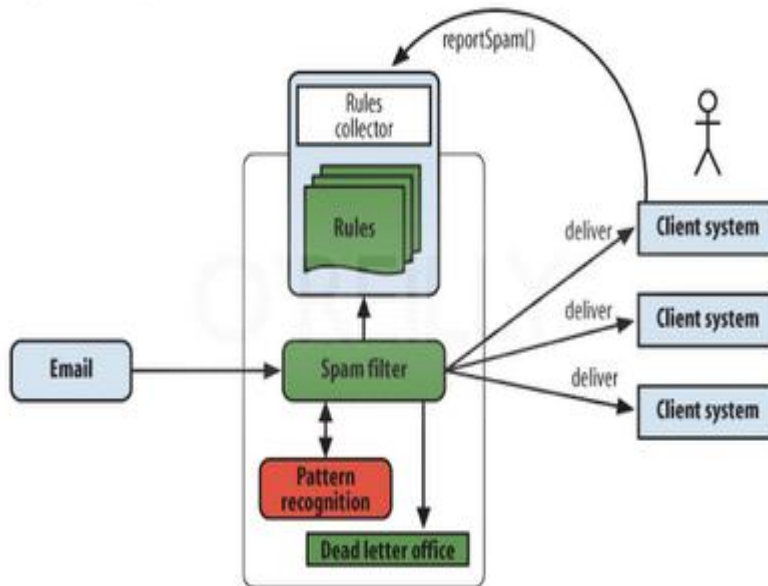 reportSpam()
Rules
collector
Rules
deliver
Client system
deliver
Client system
deliver
Client system
Email
Spam filter
Pattern
recognition
Dead letter office